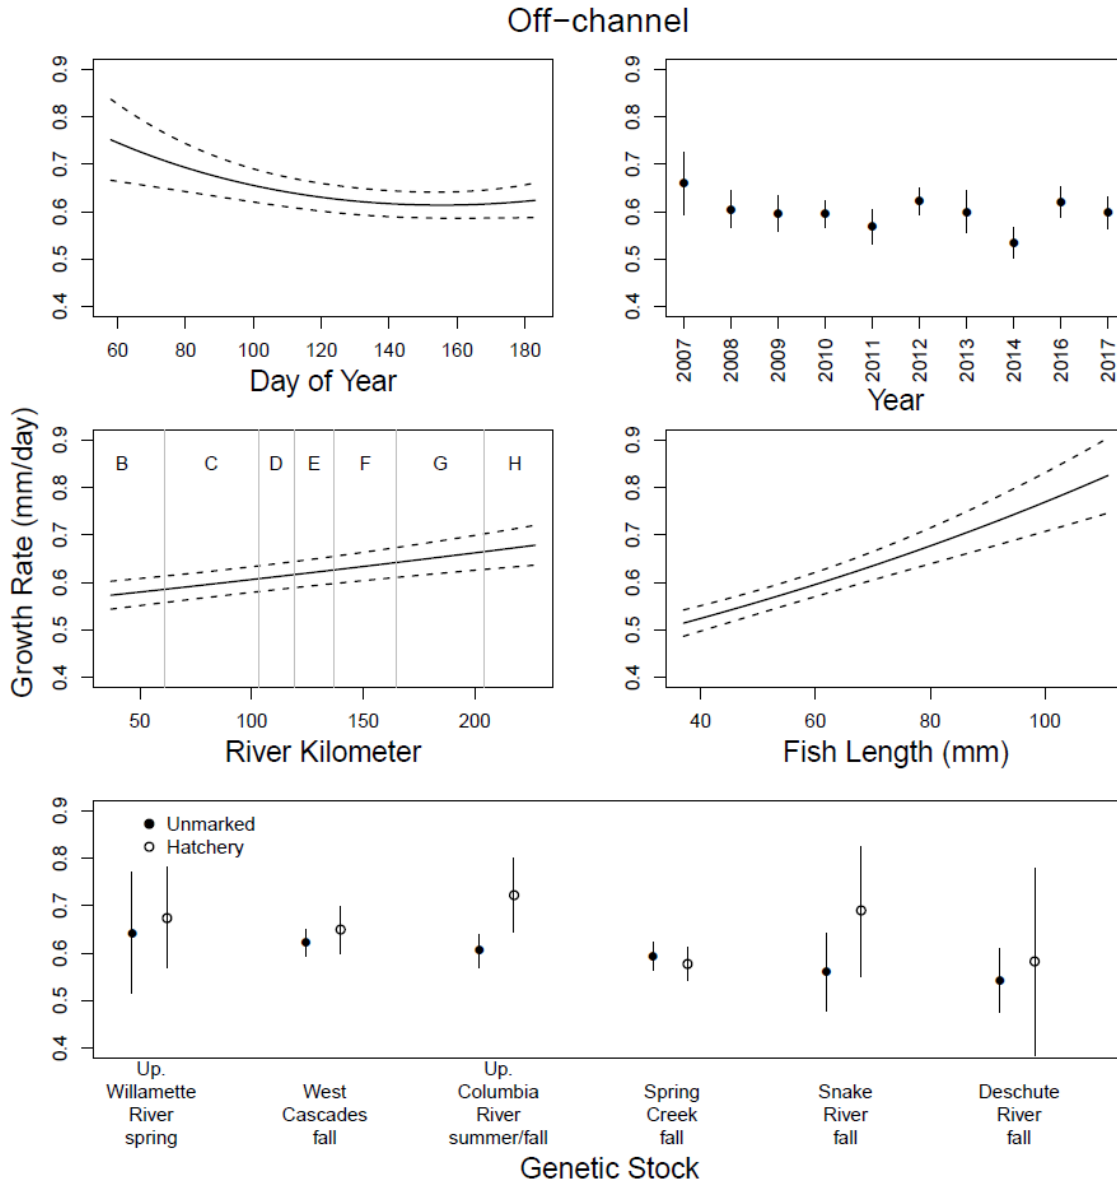 Off−channel
0.4 0.5 0.6 0.7 0.8 0.9
60 80 100 120 140 160 180
Day of Year
0.4 0.5 0.6 0.7 0.8 0.9
2007 2008 2009 2010 2011 2012 2013 2014 2016 2017
Year
Growth Rate (mm/day)
0.4 0.5 0.6 0.7 0.8 0.9
B C D E F G H
50 100 150 200
River Kilometer
0.4 0.5 0.6 0.7 0.8 0.9
40 60 80 100
Fish Length (mm)
0.4 0.5 0.6 0.7 0.8 0.9
Unmarked
Hatchery
Up.
Willamette
River
spring
West
Cascades
fall
Up.
Columbia
River
summer/fall
Spring
Creek
fall
Snake
River
fall
Deschute
River
fall
Genetic Stock